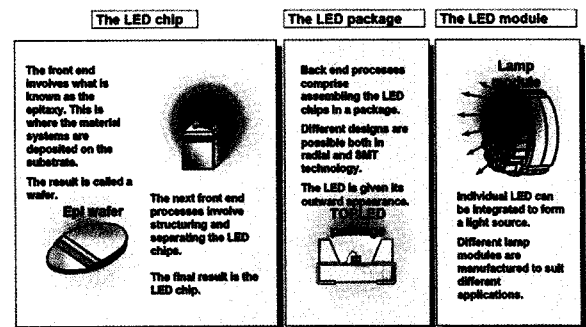 The LED chip
The front end
involves what is
known as the
epitaxy. This is
where the material
systems are
deposited on the
substrate.
The result is called a
wafer.
Epi wafer
The next front end
processes involve
structuring and
separating the LED
chips.
The final result is the
LED chip.
The LED package
Back end processes
comprise
assembling the LED
chips in a package.
Different designs are
possible both in
radial and SMT
technology.
The LED is given its
outward appearance.
TOPLED
The LED module
Lamp
module
Individual LED can
be integrated to form
a light source.
Different lamp
modules are
manufactured to suit
different
applications.